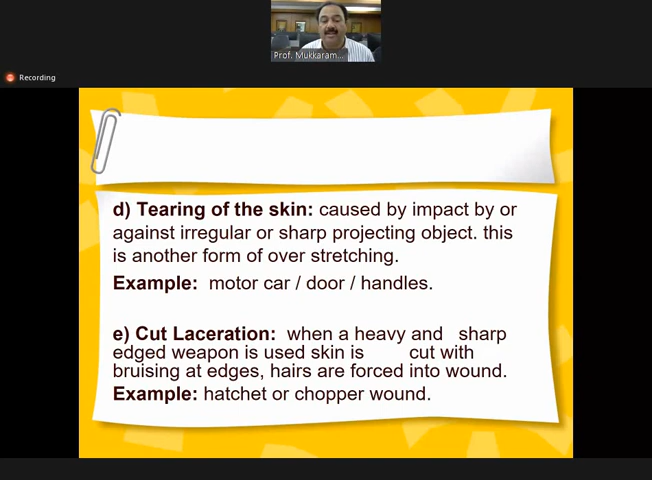 Prof. Mukkaram...
Recording
d) Tearing of the skin: caused by impact by or
against irregular or sharp projecting object. this
is another form of over stretching.
Example: motor car / door / handles.
e) Cut Laceration: when a heavy and sharp
edged weapon is used skin is cut with
bruising at edges, hairs are forced into wound.
Example: hatchet or chopper wound.